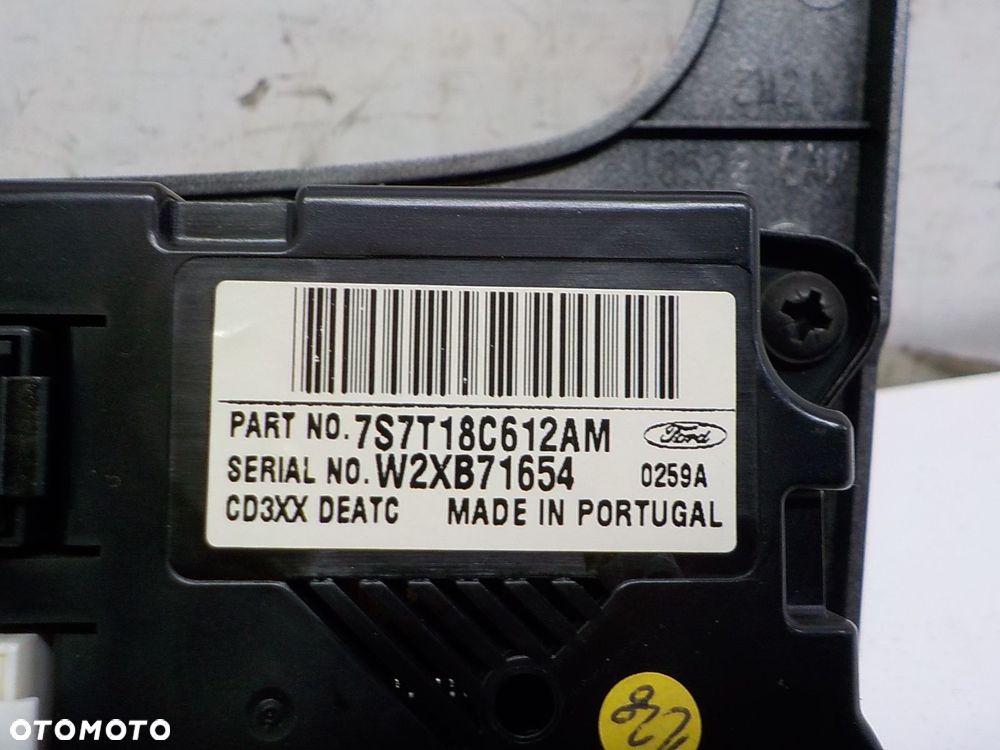 PART NO. 7S7T18C612AM
Ford
SERIAL NO. W2XB71654
0259A
CD3XX DEATC MADE IN PORTUGAL
OTOMOTO